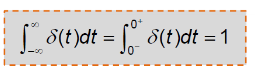 ∫_{-∞}^{∞} δ(t)dt = ∫_{0⁻}^{0⁺} δ(t)dt = 1